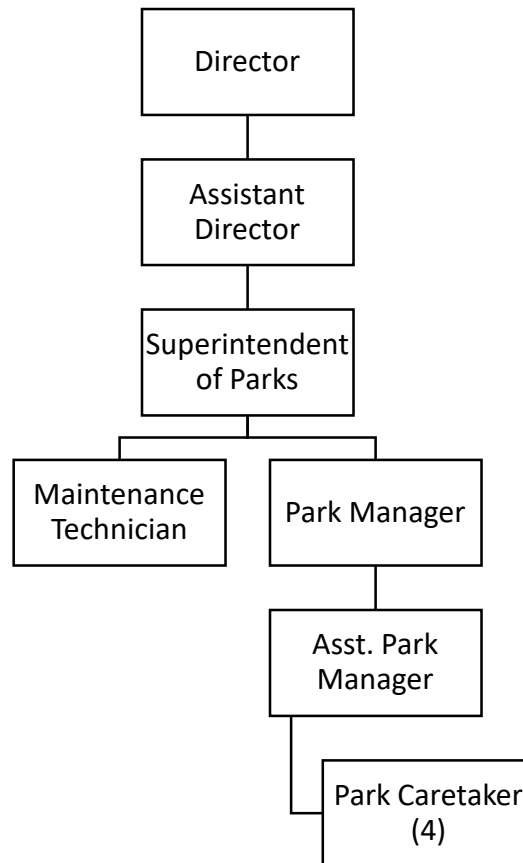 Director
Assistant
Director
Superintendent
of Parks
Maintenance
Technician
Park Manager
Asst. Park
Manager
Park Caretaker
(4)